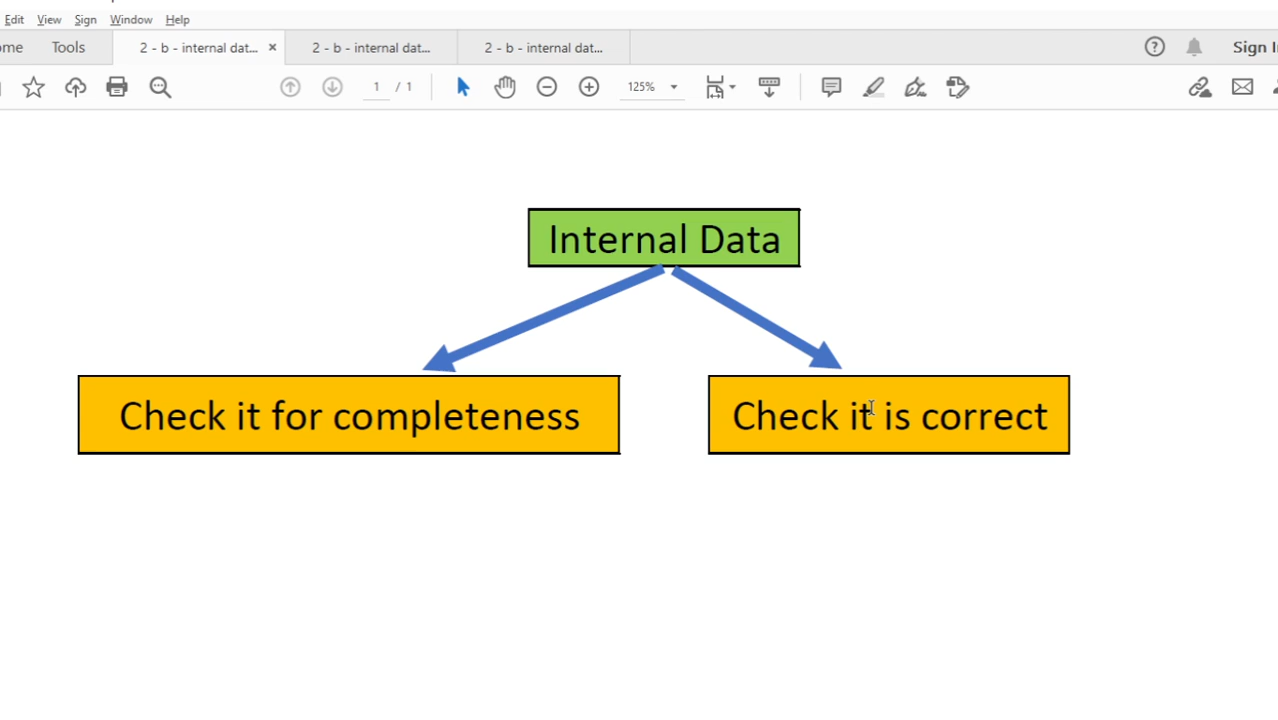 Edit View Sign Window Help
ome Tools 2 - b - internal dat... × 2 - b - internal dat... 2 - b - internal dat... Sign I
1 / 1 125%
Internal Data
Check it for completeness Check it is correct